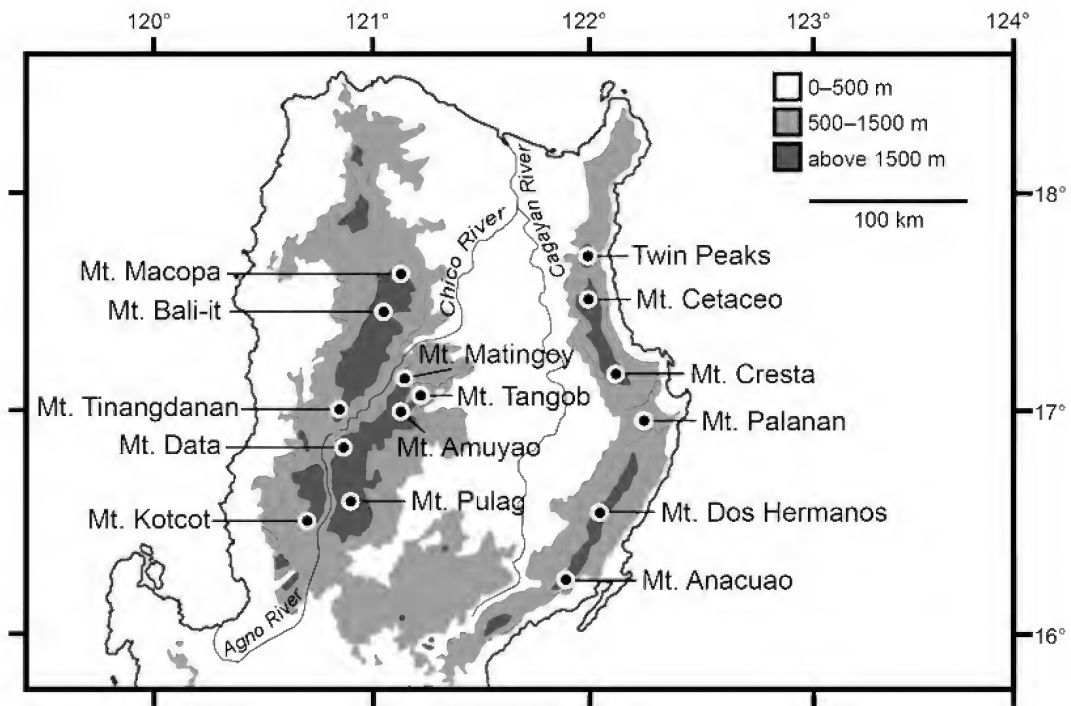 120°
121°
122°
123°
124°
0–500 m
500–1500 m
above 1500 m
100 km
18°
17°
16°
Cagayan River
Chico River
Agno River
Mt. Macopa
Mt. Bali-it
Mt. Matingoy
Mt. Tangob
Mt. Tinangdanan
Mt. Data
Mt. Amuyao
Mt. Pulag
Mt. Kotcot
Twin Peaks
Mt. Cetaceo
Mt. Cresta
Mt. Palanan
Mt. Dos Hermanos
Mt. Anacuao